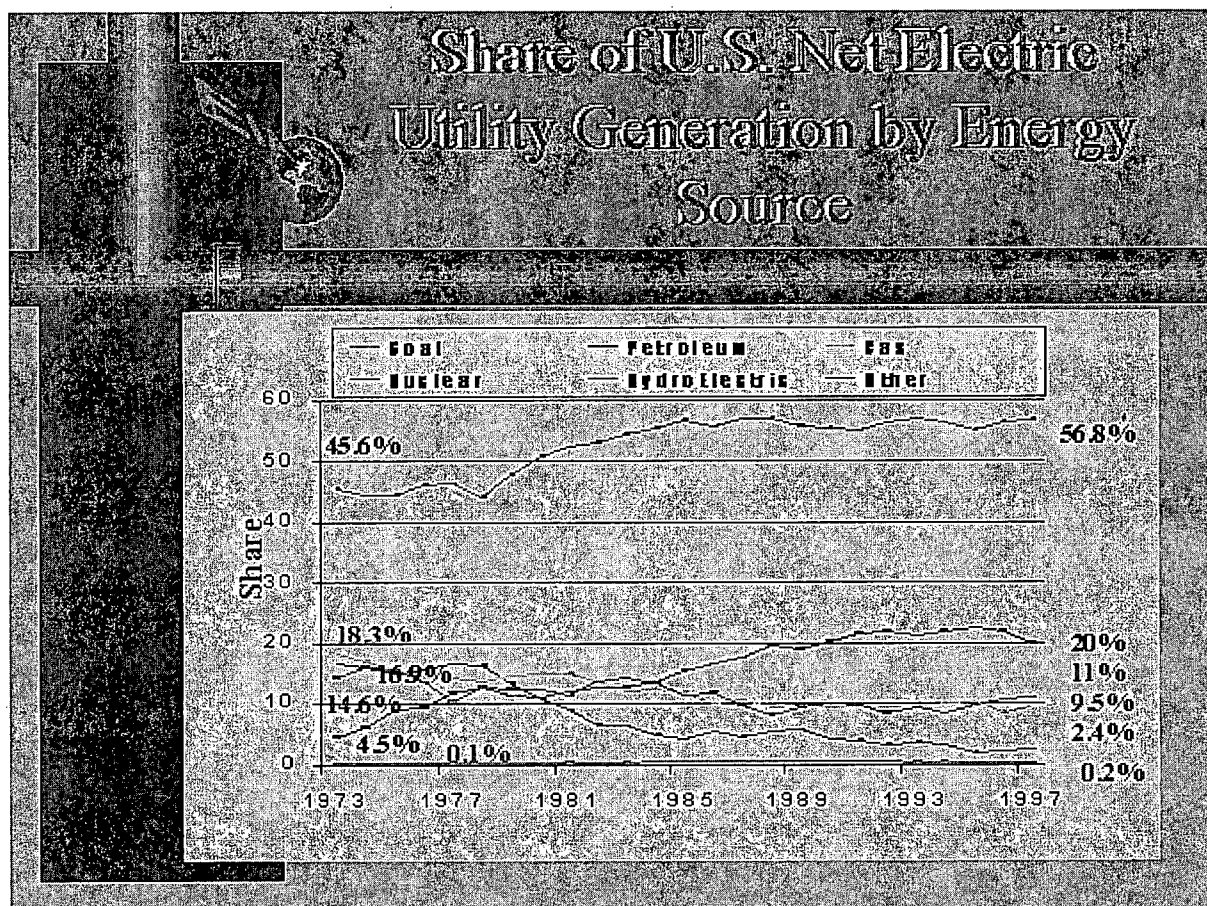 Share of U.S. Net Electric
Utility Generation by Energy
Source
Coal Petroleum Gas
Nuclear Hydro Electric Other
60
45.6% 56.8%
50
40
Share
30
18.3%
20 20%
16.9% 11%
14.6% 10 9.5%
4.5% 0.1% 2.4%
0 0.2%
1973 1977 1981 1985 1989 1993 1997